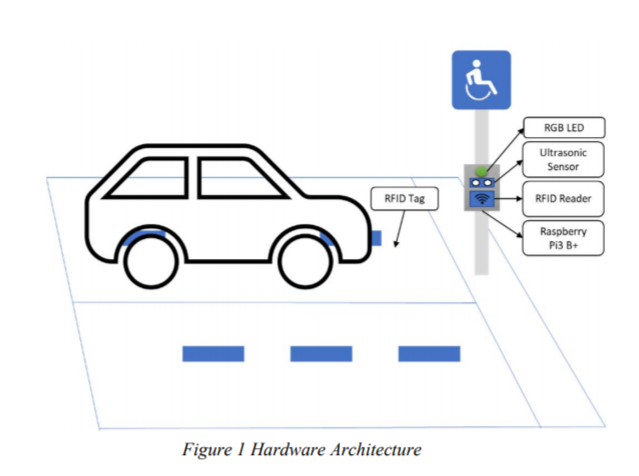 RGB LED
Ultrasonic
Sensor
RFID Tag
RFID Reader
Raspberry
Pi3 B+
Figure 1 Hardware Architecture